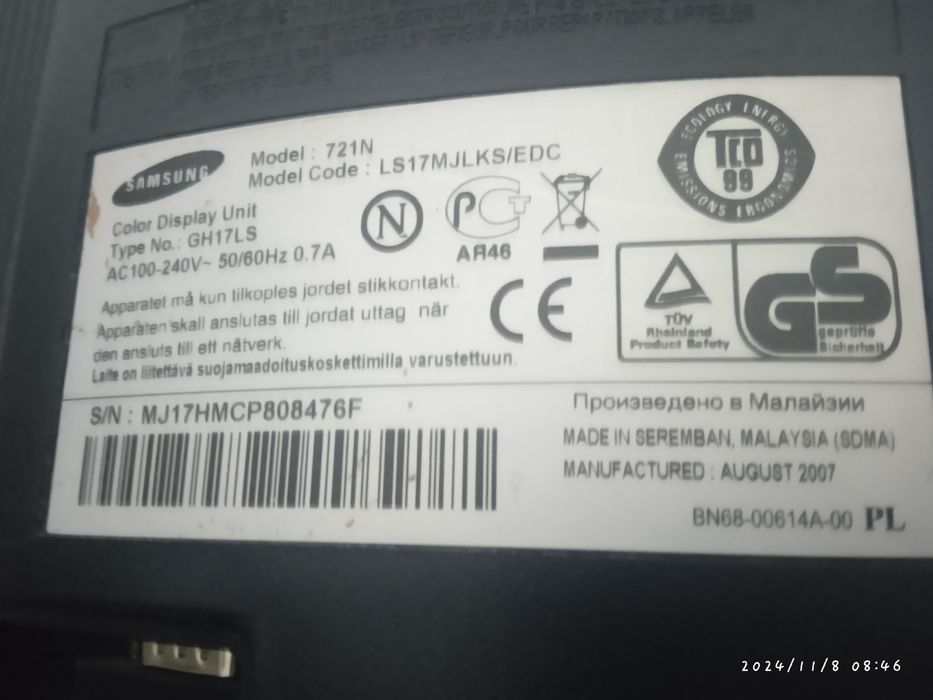 SAMSUNG
Model : 721N
Model Code : LS17MJLKS/EDC
Color Display Unit
Type No.: GH17LS
AC100-240V~ 50/60Hz 0.7A
N
PCT
АЯ46
ECOLOGY ENERGY
TCO
99
EMISSIONS ERGONOMICS
CE
TÜV
Rheinland
Product Safety
GS
geprüfte
Sicherheit
Apparatet må kun tilkoples jordet stikkontakt.
Apparaten skall anslutas till jordat uttag när
den ansluts till ett nätverk.
Laite on liitettävä suojamaadoituskoskettimilla varustettuun.
S/N : MJ17HMCP808476F
Произведено в Малайзии
MADE IN SEREMBAN, MALAYSIA (SDMA)
MANUFACTURED : AUGUST 2007
BN68-00614A-00 PL
2024/11/8 08:46